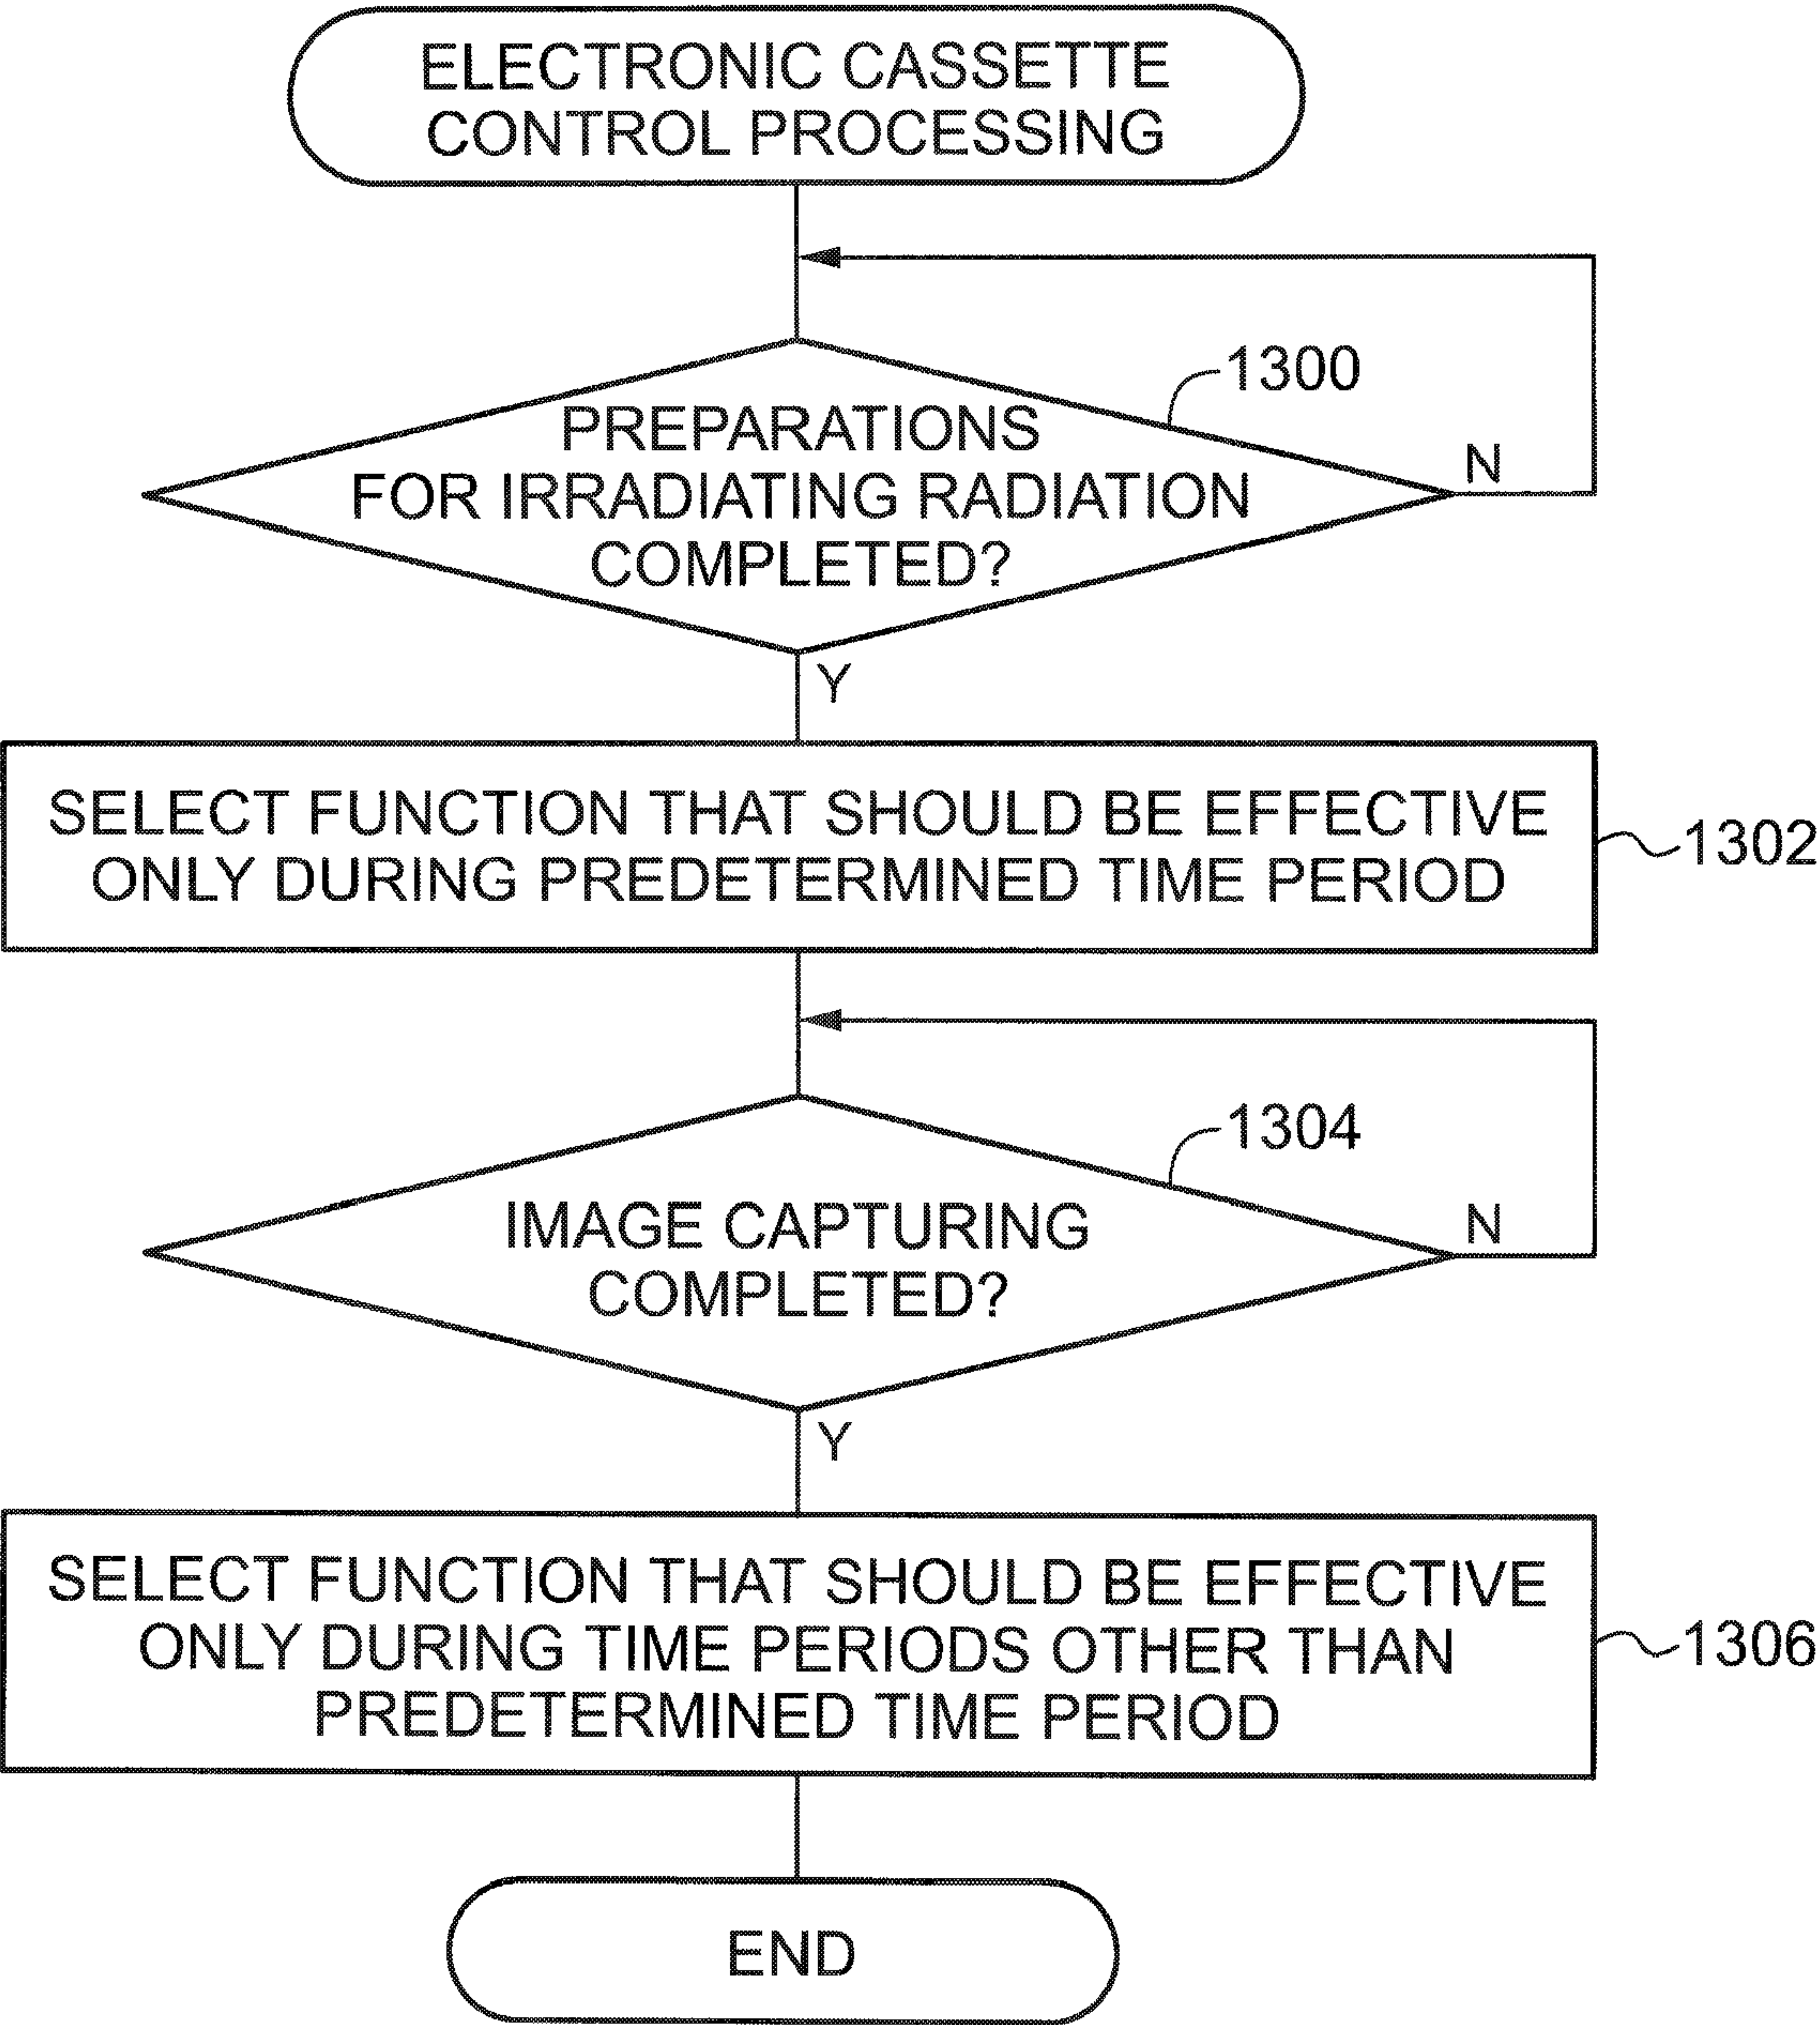 ELECTRONIC CASSETTE
CONTROL PROCESSING
1300
PREPARATIONS
FOR IRRADIATING RADIATION
COMPLETED?
N
Y
SELECT FUNCTION THAT SHOULD BE EFFECTIVE
ONLY DURING PREDETERMINED TIME PERIOD
1302
1304
IMAGE CAPTURING
COMPLETED?
N
Y
SELECT FUNCTION THAT SHOULD BE EFFECTIVE
ONLY DURING TIME PERIODS OTHER THAN
PREDETERMINED TIME PERIOD
1306
END